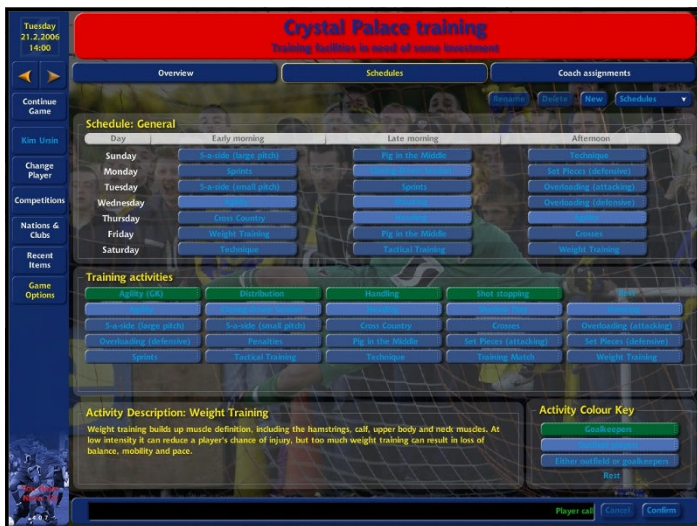 Tuesday
21.2.2006
14:00
Crystal Palace training
Training facilities in need of some investment
Overview
Schedules
Coach assignments
Continue
Game
Rename
Delete
New
Schedules
Kim Ursin
Schedule: General
Day
Early morning
Late morning
Afternoon
Sunday
5-a-side (large pitch)
Pig in the Middle
Technique
Monday
Sprints
Set Pieces (defensive)
Tuesday
5-a-side (small pitch)
Sprints
Overloading (attacking)
Wednesday
Overloading (defensive)
Thursday
Cross Country
Handling
Agility
Friday
Weight Training
Pig in the Middle
Crosses
Saturday
Technique
Tactical Training
Weight Training
Change
Player
Competitions
Nations &
Clubs
Recent
Items
Game
Options
Training activities
Agility (GK)
Distribution
Handling
Shot stopping
Rest
5-a-side (large pitch)
5-a-side (small pitch)
Cross Country
Crosses
Overloading (attacking)
Overloading (defensive)
Penalties
Pig in the Middle
Set Pieces (attacking)
Set Pieces (defensive)
Sprints
Tactical Training
Technique
Training Match
Weight Training
Activity Description: Weight Training
Weight training builds up muscle definition, including the hamstrings, calf, upper body and neck muscles. At
low intensity it can reduce a player's chance of injury, but too much weight training can result in loss of
balance, mobility and pace.
Activity Colour Key
Goalkeepers
Either outfield or goalkeepers
Rest
Player call
Cancel
Confirm